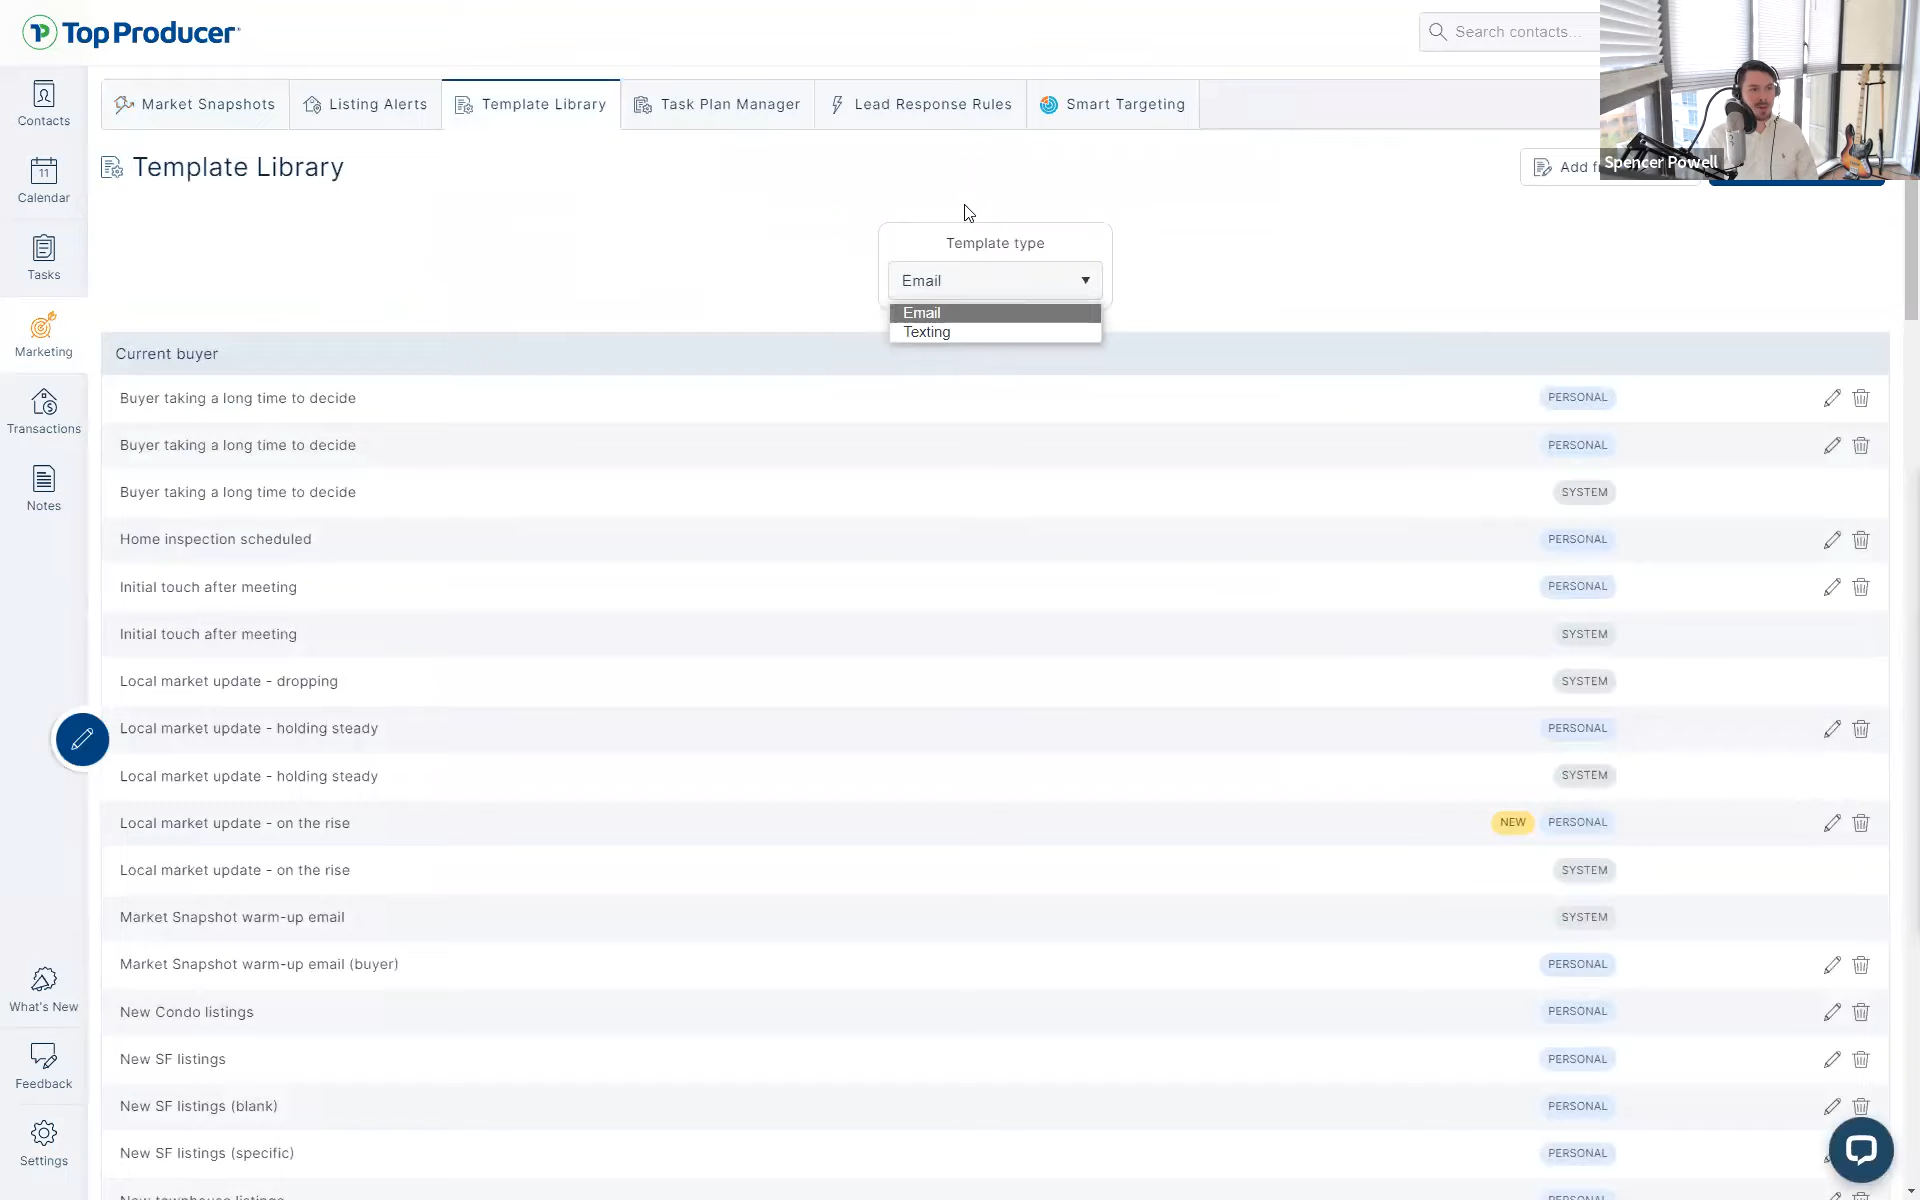 Top Producer
Search contacts...
Spencer Powell
Contacts
11
Calendar
Tasks
Marketing
Transactions
Notes
What's New
Feedback
Settings
Market Snapshots
Listing Alerts
Template Library
Task Plan Manager
Lead Response Rules
Smart Targeting
Template Library
Add
Template type
Email
Email
Texting
Current buyer
Buyer taking a long time to decide PERSONAL
Buyer taking a long time to decide PERSONAL
Buyer taking a long time to decide SYSTEM
Home inspection scheduled PERSONAL
Initial touch after meeting PERSONAL
Initial touch after meeting SYSTEM
Local market update - dropping SYSTEM
Local market update - holding steady PERSONAL
Local market update - holding steady SYSTEM
Local market update - on the rise NEW PERSONAL
Local market update - on the rise SYSTEM
Market Snapshot warm-up email SYSTEM
Market Snapshot warm-up email (buyer) PERSONAL
New Condo listings PERSONAL
New SF listings PERSONAL
New SF listings (blank) PERSONAL
New SF listings (specific) PERSONAL
New townhouse listings PERSONAL